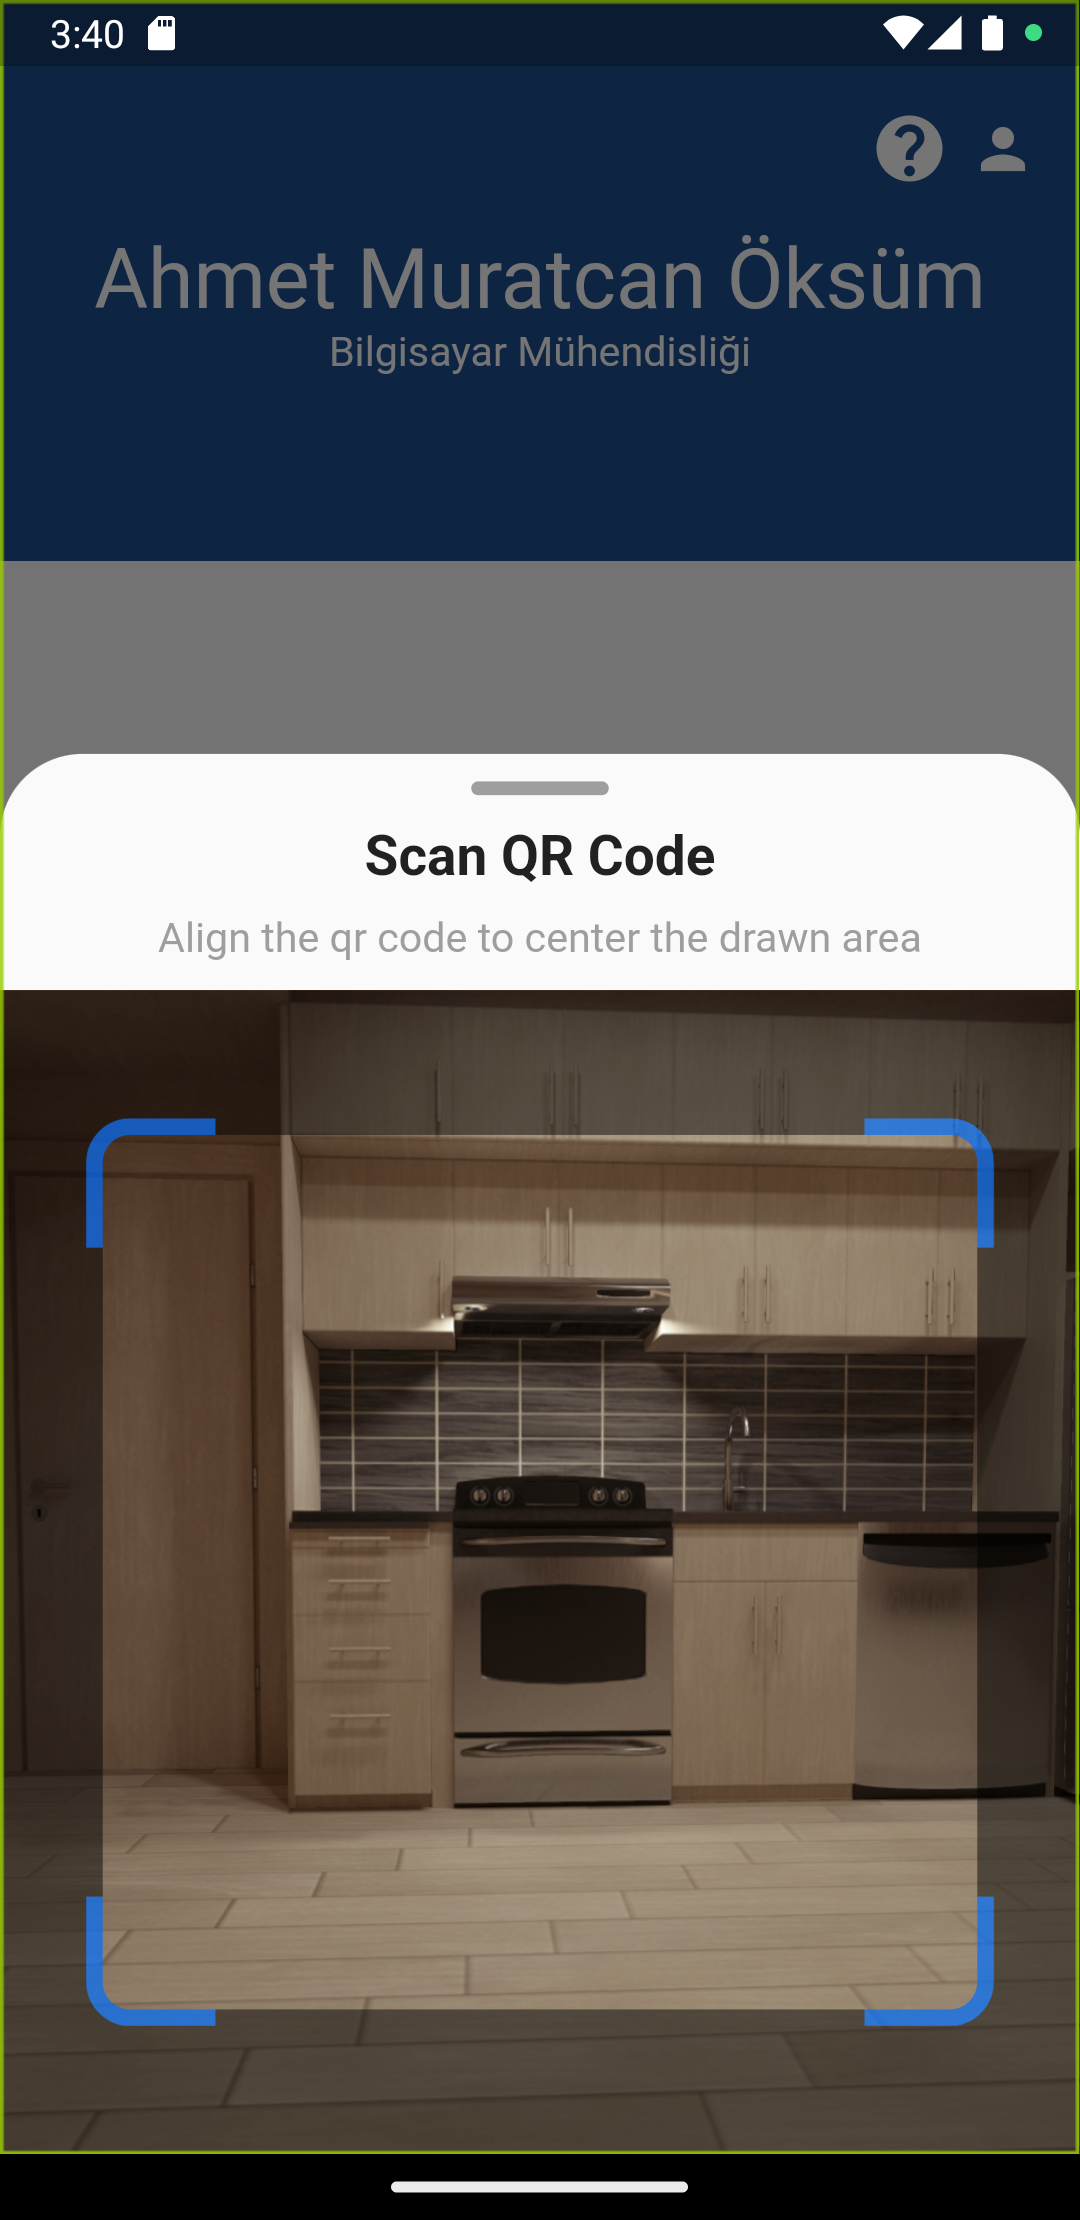 3:40
Ahmet Muratcan Öksüm
Bilgisayar Mühendisliği
Scan QR Code
Align the qr code to center the drawn area